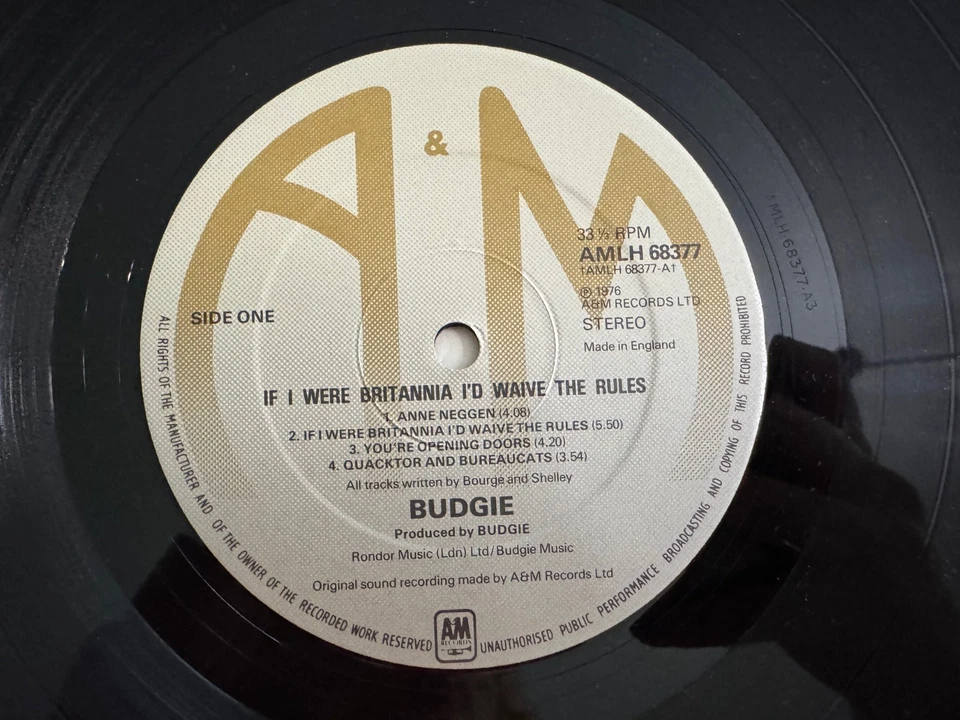 A & M
33 ⅓ RPM
AMLH 68377
†AMLH 68377-A†
℗ 1976
A&M RECORDS LTD
STEREO
Made in England
SIDE ONE
IF I WERE BRITANNIA I'D WAIVE THE RULES
1. ANNE NEGGEN (4.08)
2. IF I WERE BRITANNIA I'D WAIVE THE RULES (5.50)
3. YOU'RE OPENING DOORS (4.20)
4. QUACKTOR AND BUREAUCATS (3.54)
All tracks written by Bourge and Shelley
BUDGIE
Produced by BUDGIE
Rondor Music (Ldn) Ltd/Budgie Music
Original sound recording made by A&M Records Ltd
ALL RIGHTS OF THE MANUFACTURER AND OF THE OWNER OF THE RECORDED WORK RESERVED
A&M
RECORDS
UNAUTHORISED PUBLIC PERFORMANCE BROADCASTING AND COPYING OF THIS RECORD PROHIBITED
AMLH·68377·A3